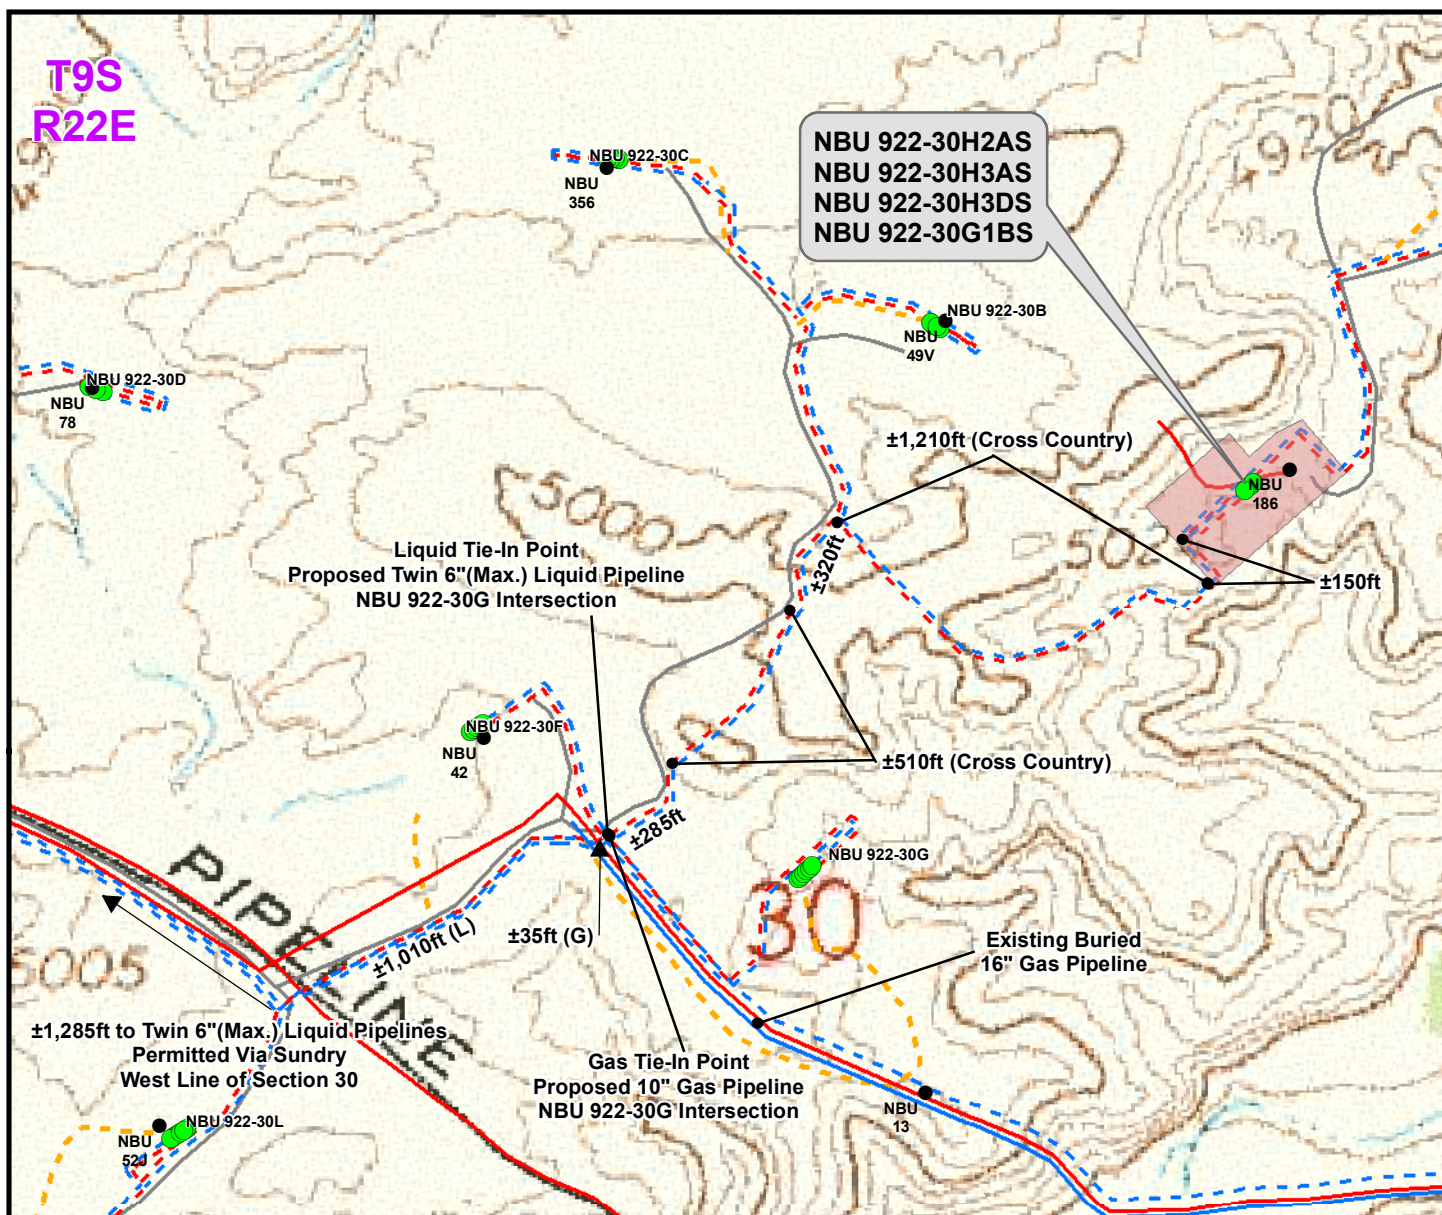 T9S
R22E
NBU 922-30H2AS
NBU 922-30H3AS
NBU 922-30H3DS
NBU 922-30G1BS
NBU 922-30C
NBU
356
NBU 922-30B
NBU
49V
NBU 922-30D
NBU
78
±1,210ft (Cross Country)
NBU
186
5000
Liquid Tie-In Point
Proposed Twin 6"(Max.) Liquid Pipeline
NBU 922-30G Intersection
±320ft
±150ft
NBU 922-30F
NBU
42
±510ft (Cross Country)
±285ft
NBU 922-30G
30
PIPELINE
±1,010ft (L)
±35ft (G)
Existing Buried
16" Gas Pipeline
5005
±1,285ft to Twin 6"(Max.) Liquid Pipelines
Permitted Via Sundry
West Line of Section 30
Gas Tie-In Point
Proposed 10" Gas Pipeline
NBU 922-30G Intersection
NBU
13
NBU 922-30L
NBU
52J